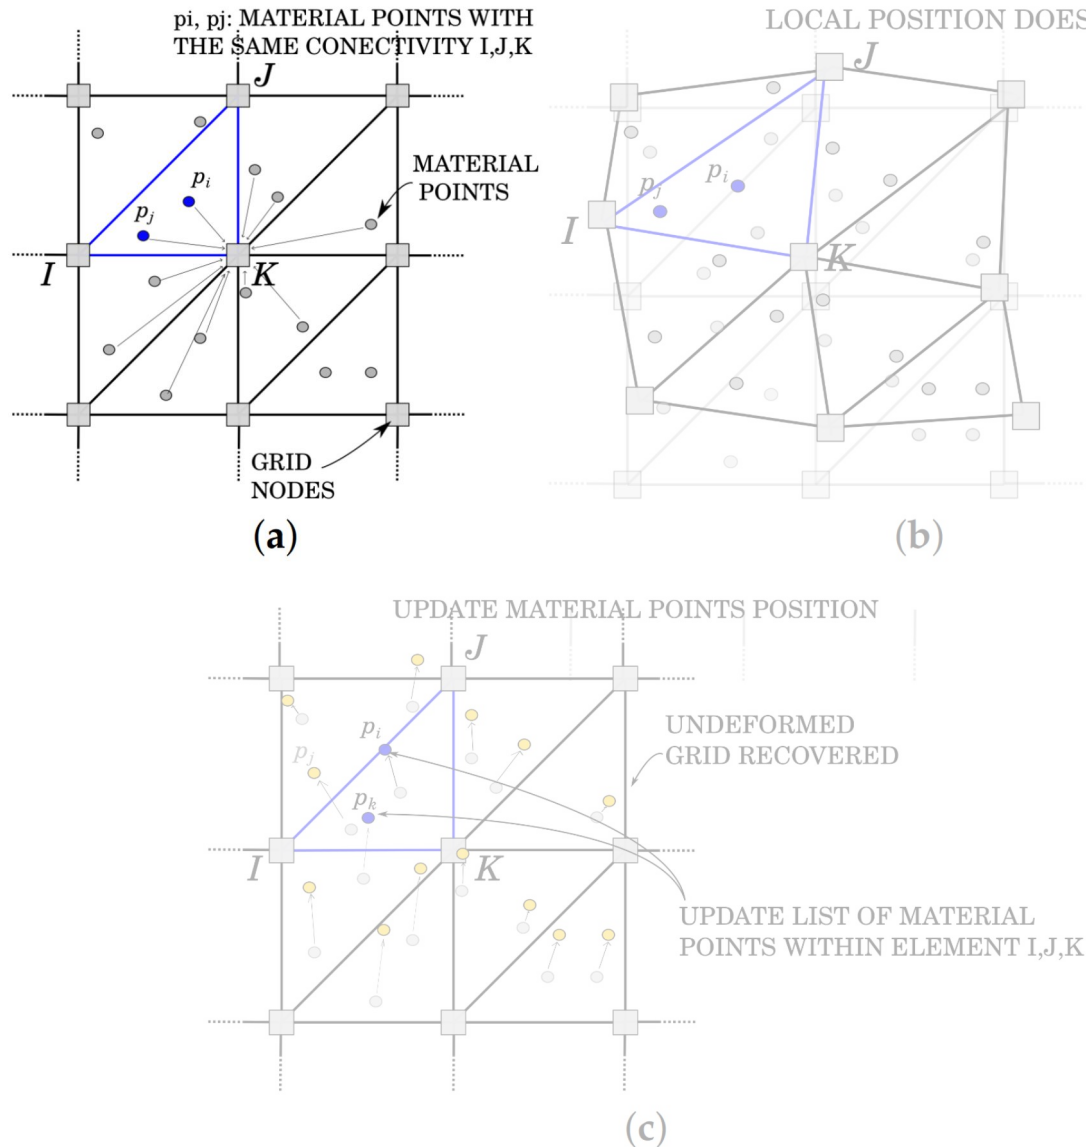 pi, pj: MATERIAL POINTS WITH
THE SAME CONECTIVITY I,J,K
J
MATERIAL
POINTS
p_i
p_j
I
K
GRID
NODES
(a)
LOCAL POSITION DOES
J
p_i
p_j
I
K
(b)
UPDATE MATERIAL POINTS POSITION
J
p_i
UNDEFORMED
GRID RECOVERED
p_j
p_k
I
K
UPDATE LIST OF MATERIAL
POINTS WITHIN ELEMENT I,J,K
(c)